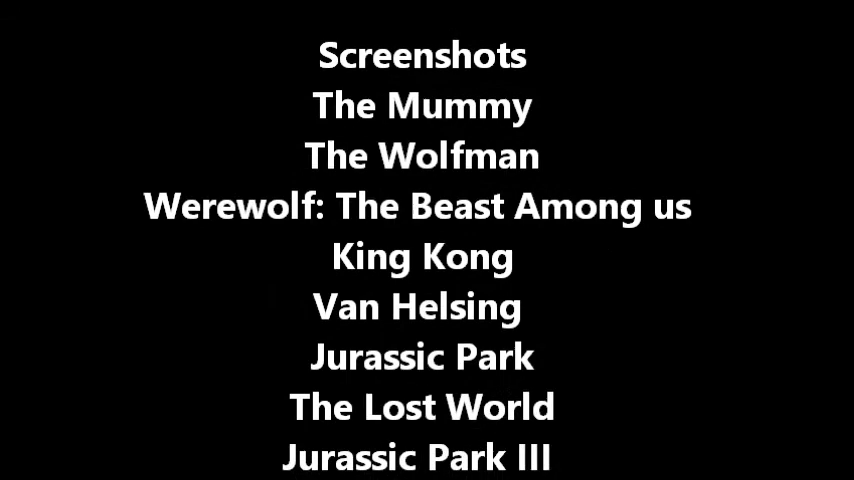 Screenshots
The Mummy
The Wolfman
Werewolf: The Beast Among us
King Kong
Van Helsing
Jurassic Park
The Lost World
Jurassic Park III